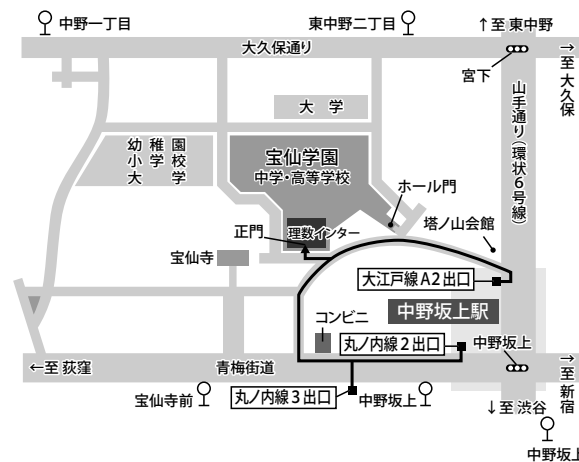 中野一丁目
東中野二丁目
↑至 東中野
大久保通り
→至 大久保
宮下
大学
山手通り（環状6号線）
幼稚園
小学校
大学
宝仙学園
中学・高等学校
ホール門
正門
理数インター
塔ノ山会館
宝仙寺
大江戸線A2出口
中野坂上駅
コンビニ
丸ノ内線2出口
中野坂上
←至 荻窪
青梅街道
→至 新宿
宝仙寺前
丸ノ内線3出口
中野坂上
↓至 渋谷
中野坂上